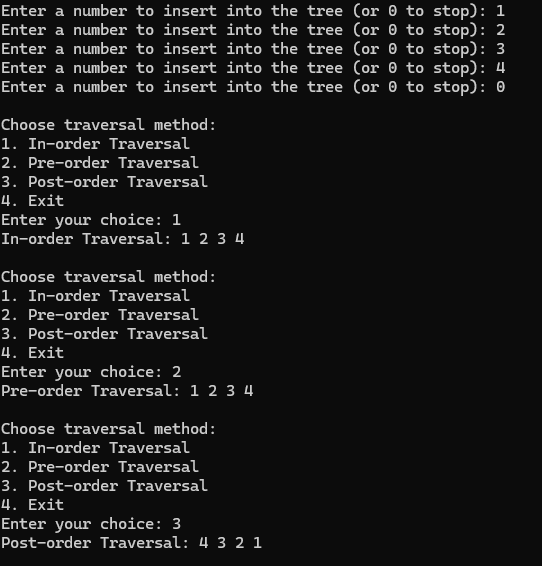 Enter a number to insert into the tree (or 0 to stop): 1
Enter a number to insert into the tree (or 0 to stop): 2
Enter a number to insert into the tree (or 0 to stop): 3
Enter a number to insert into the tree (or 0 to stop): 4
Enter a number to insert into the tree (or 0 to stop): 0

Choose traversal method:
1. In-order Traversal
2. Pre-order Traversal
3. Post-order Traversal
4. Exit
Enter your choice: 1
In-order Traversal: 1 2 3 4

Choose traversal method:
1. In-order Traversal
2. Pre-order Traversal
3. Post-order Traversal
4. Exit
Enter your choice: 2
Pre-order Traversal: 1 2 3 4

Choose traversal method:
1. In-order Traversal
2. Pre-order Traversal
3. Post-order Traversal
4. Exit
Enter your choice: 3
Post-order Traversal: 4 3 2 1